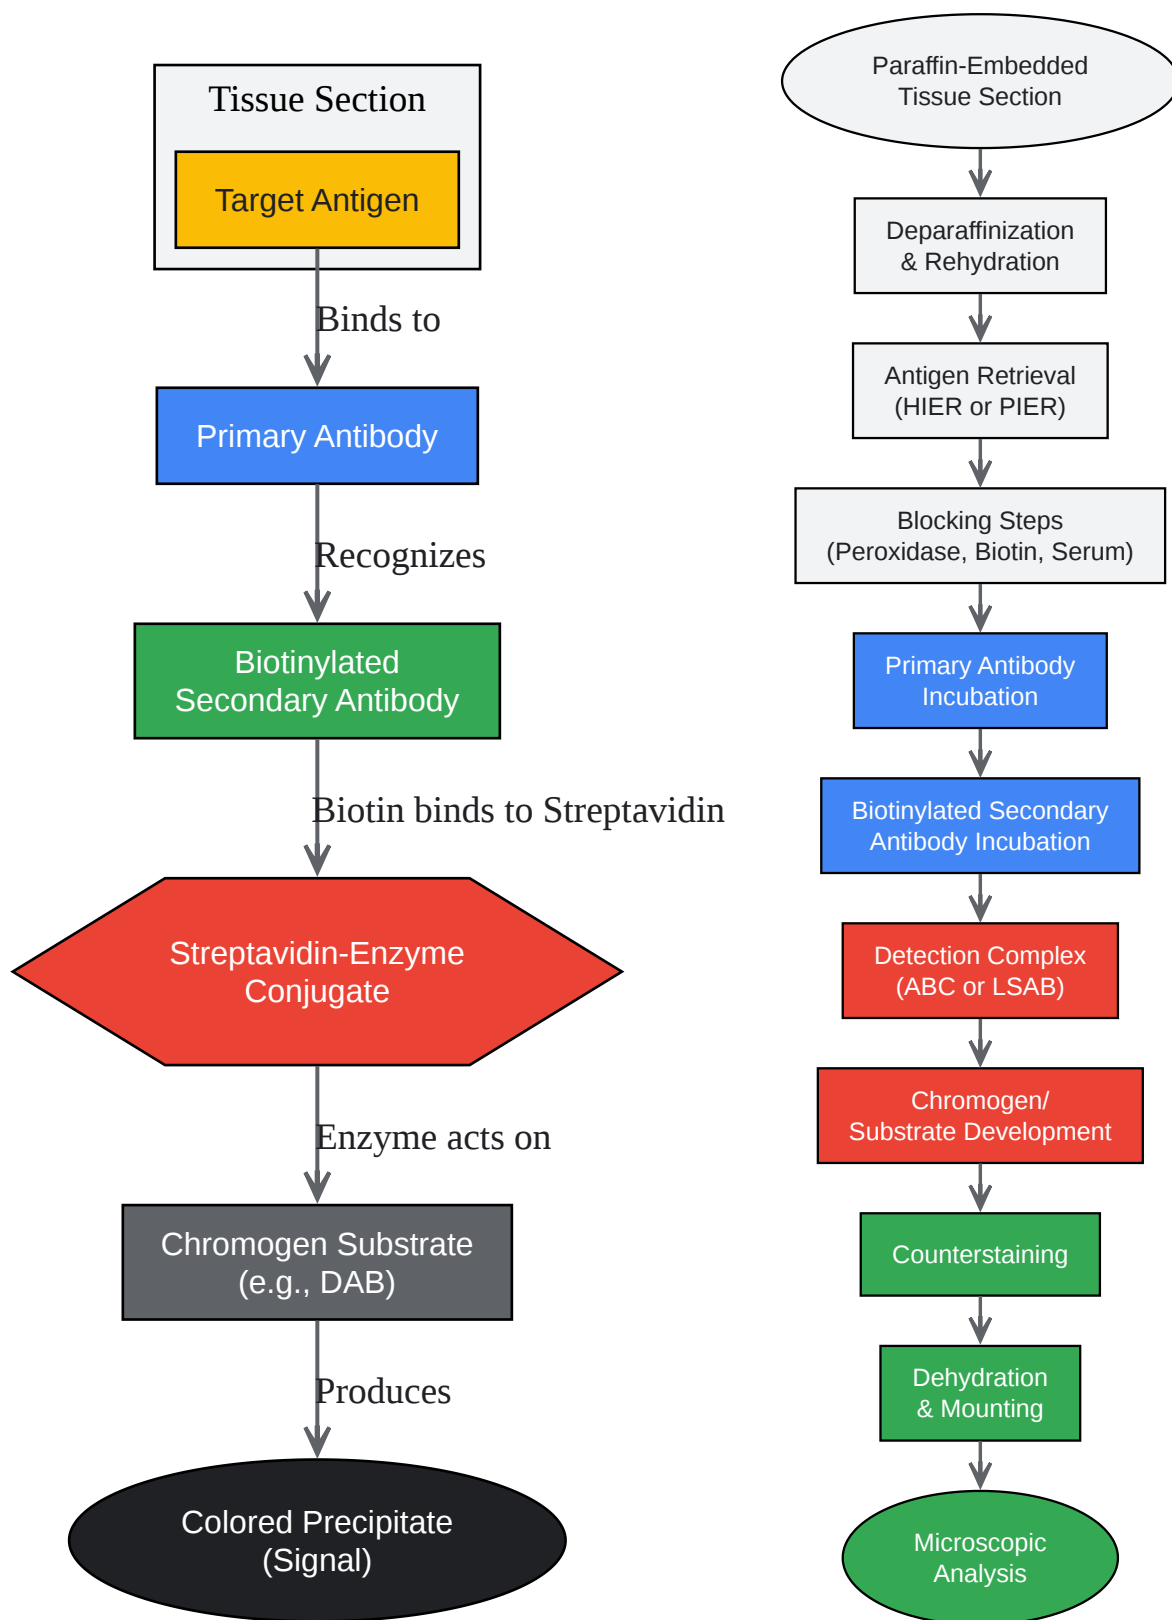 Tissue Section
Target Antigen
Binds to
Primary Antibody
Recognizes
Biotinylated
Secondary Antibody
Biotin binds to Streptavidin
Streptavidin-Enzyme
Conjugate
Enzyme acts on
Chromogen Substrate
(e.g., DAB)
Produces
Colored Precipitate
(Signal)
Paraffin-Embedded
Tissue Section
Deparaffinization
& Rehydration
Antigen Retrieval
(HIER or PIER)
Blocking Steps
(Peroxidase, Biotin, Serum)
Primary Antibody
Incubation
Biotinylated Secondary
Antibody Incubation
Detection Complex
(ABC or LSAB)
Chromogen/
Substrate Development
Counterstaining
Dehydration
& Mounting
Microscopic
Analysis